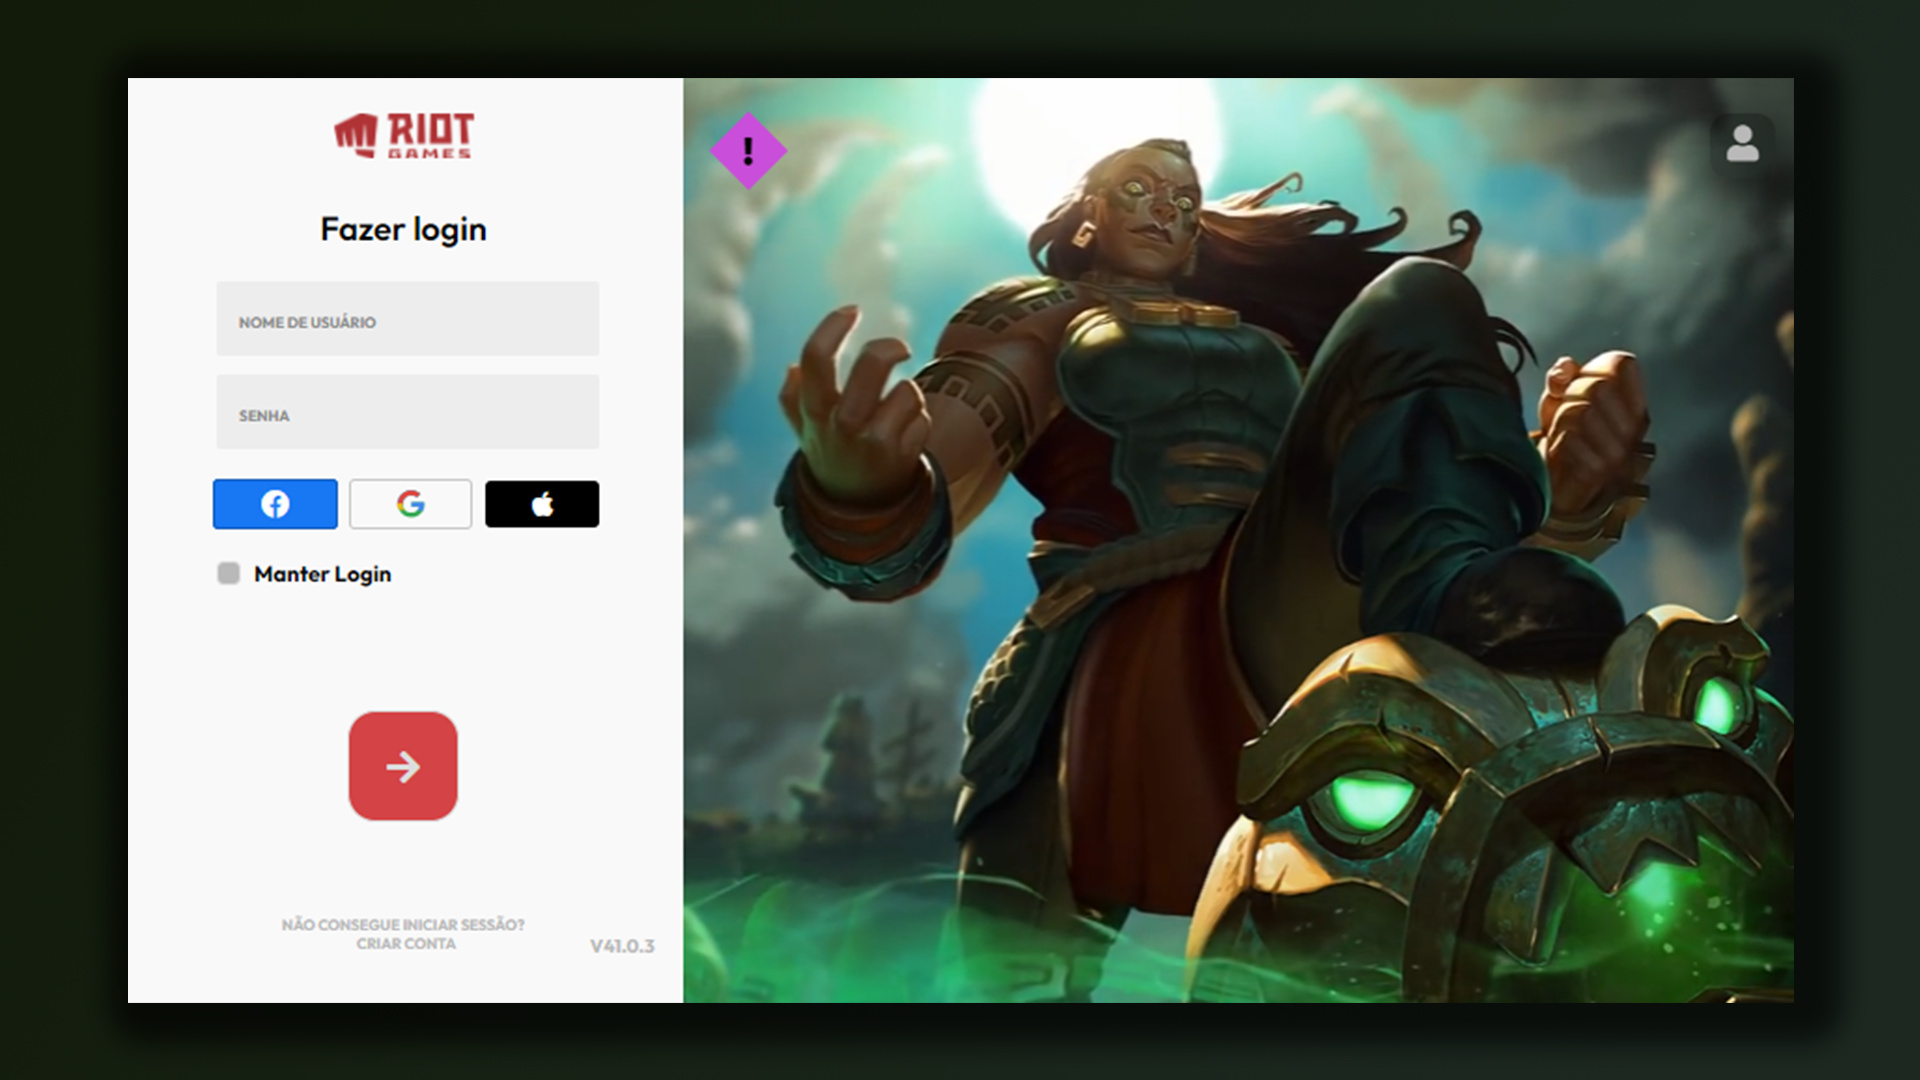 RIOT
GAMES
Fazer login
NOME DE USUÁRIO
SENHA
Manter Login
NÃO CONSEGUE INICIAR SESSÃO?
CRIAR CONTA
V41.0.3
!